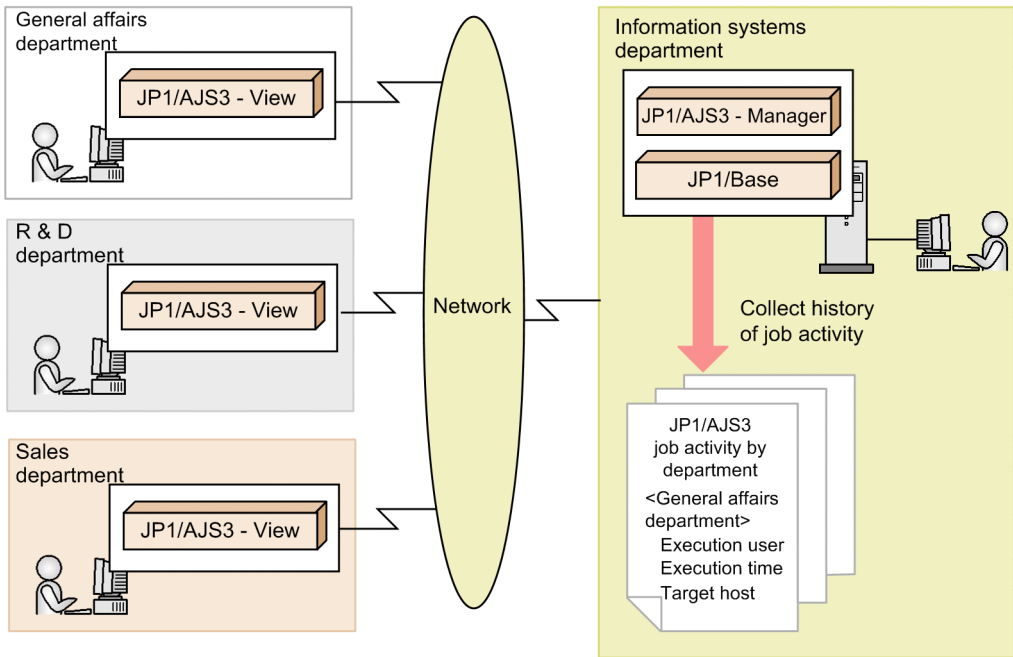 General affairs
department
JP1/AJS3 - View
R & D
department
JP1/AJS3 - View
Sales
department
JP1/AJS3 - View
Network
Information systems
department
JP1/AJS3 - Manager
JP1/Base
Collect history
of job activity
JP1/AJS3
job activity by
department
<General affairs
department>
Execution user
Execution time
Target host